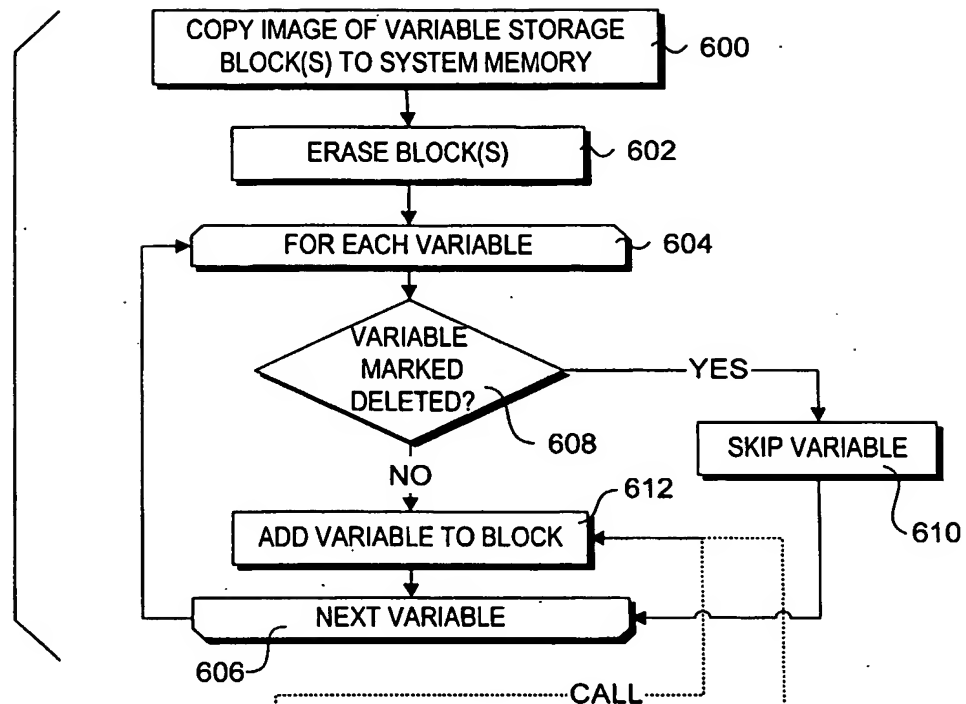 COPY IMAGE OF VARIABLE STORAGE
BLOCK(S) TO SYSTEM MEMORY
600
ERASE BLOCK(S)
602
FOR EACH VARIABLE
604
VARIABLE
MARKED
DELETED?
608
YES
SKIP VARIABLE
610
NO
612
ADD VARIABLE TO BLOCK
NEXT VARIABLE
606
CALL